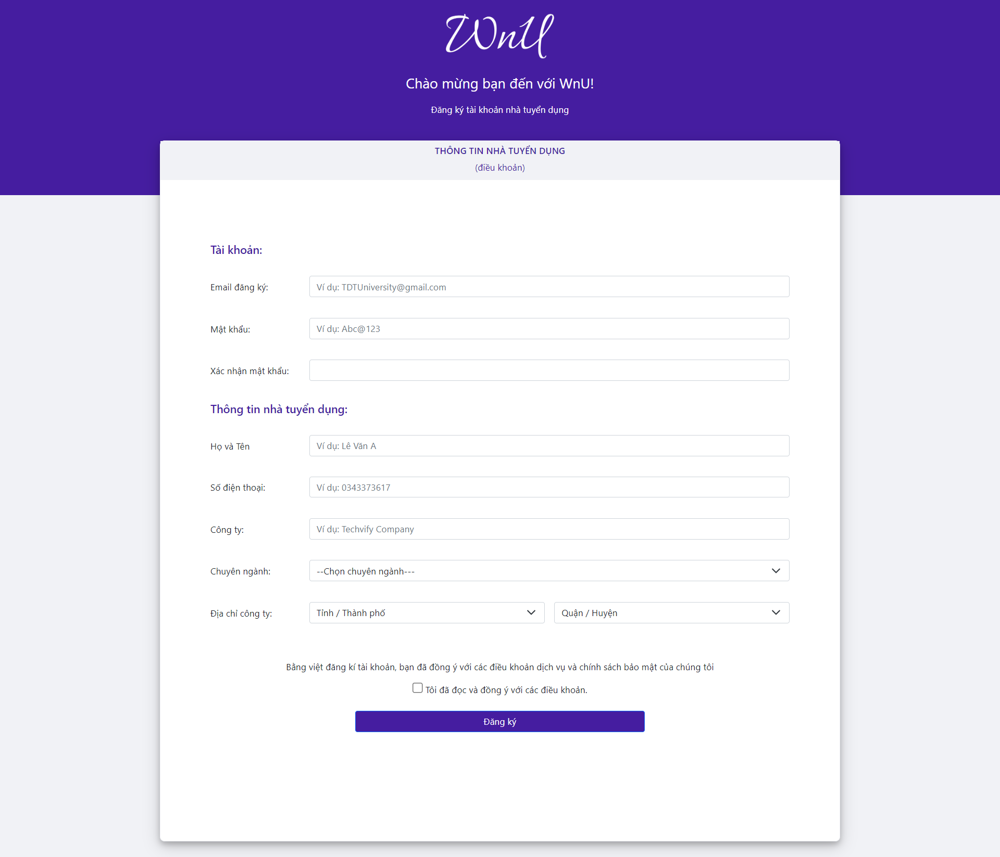 WnU
Chào mừng bạn đến với WnU!
Đăng ký tài khoản nhà tuyển dụng
THÔNG TIN NHÀ TUYỂN DỤNG
(điều khoản)
Tài khoản:
Email đăng ký:
Ví dụ: TDTUniversity@gmail.com
Mật khẩu:
Ví dụ: Abc@123
Xác nhận mật khẩu:
Thông tin nhà tuyển dụng:
Họ và Tên
Ví dụ: Lê Văn A
Số điện thoại:
Ví dụ: 0343373617
Công ty:
Ví dụ: Techvify Company
Chuyên ngành:
--Chọn chuyên ngành---
Địa chỉ công ty:
Tỉnh / Thành phố
Quận / Huyện
Bằng việt đăng kí tài khoản, bạn đã đồng ý với các điều khoản dịch vụ và chính sách bảo mật của chúng tôi
Tôi đã đọc và đồng ý với các điều khoản.
Đăng ký